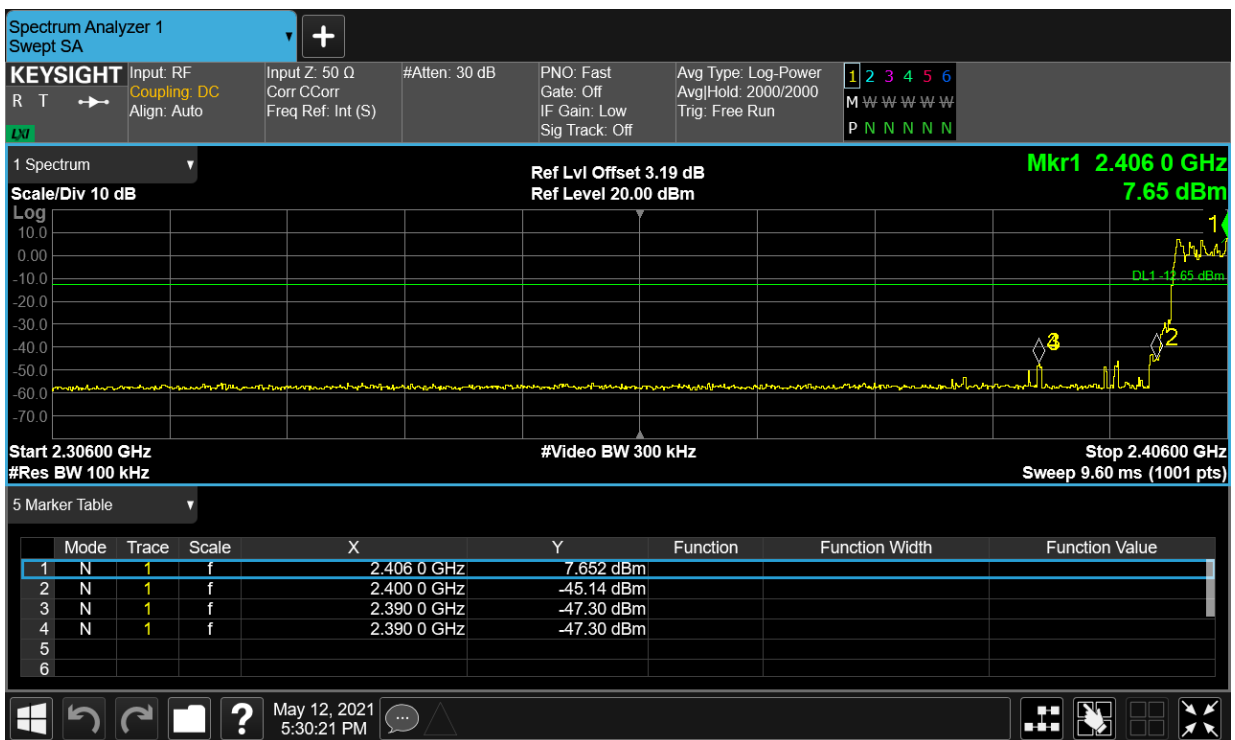 Spectrum Analyzer 1
Swept SA
+
KEYSIGHT Input: RF Input Z: 50 Ω #Atten: 30 dB PNO: Fast Avg Type: Log-Power 1 2 3 4 5 6
R T Coupling: DC Corr CCorr Gate: Off Avg|Hold: 2000/2000 M W W W W W
Align: Auto Freq Ref: Int (S) IF Gain: Low Trig: Free Run
LXI Sig Track: Off P N N N N N
1 Spectrum Ref Lvl Offset 3.19 dB Mkr1 2.406 0 GHz
Scale/Div 10 dB Ref Level 20.00 dBm 7.65 dBm
Log
1
10.0
0.00
DL1 -12.65 dBm
-10.0
-20.0
-30.0
2
-40.0
-50.0
-60.0
-70.0
Start 2.30600 GHz #Video BW 300 kHz Stop 2.40600 GHz
#Res BW 100 kHz Sweep 9.60 ms (1001 pts)
5 Marker Table
Mode Trace Scale X Y Function Function Width Function Value
1 N 1 f 2.406 0 GHz 7.652 dBm
2 N 1 f 2.400 0 GHz -45.14 dBm
3 N 1 f 2.390 0 GHz -47.30 dBm
4 N 1 f 2.390 0 GHz -47.30 dBm
5
6
? May 12, 2021
5:30:21 PM